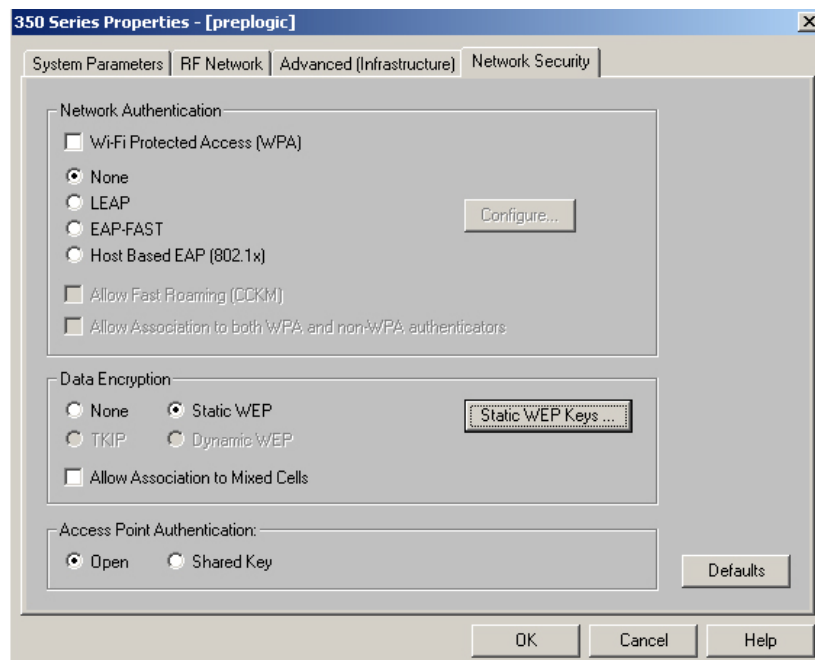 350 Series Properties - [preplogic]
System Parameters RF Network Advanced (Infrastructure) Network Security
Network Authentication
Wi-Fi Protected Access (WPA)
None
LEAP
EAP-FAST
Configure...
Host Based EAP (802.1x)
Allow Fast Roaming (CCKM)
Allow Association to both WPA and non-WPA authenticators
Data Encryption
None Static WEP Static WEP Keys ...
TKIP Dynamic WEP
Allow Association to Mixed Cells
Access Point Authentication:
Open Shared Key
Defaults
OK Cancel Help